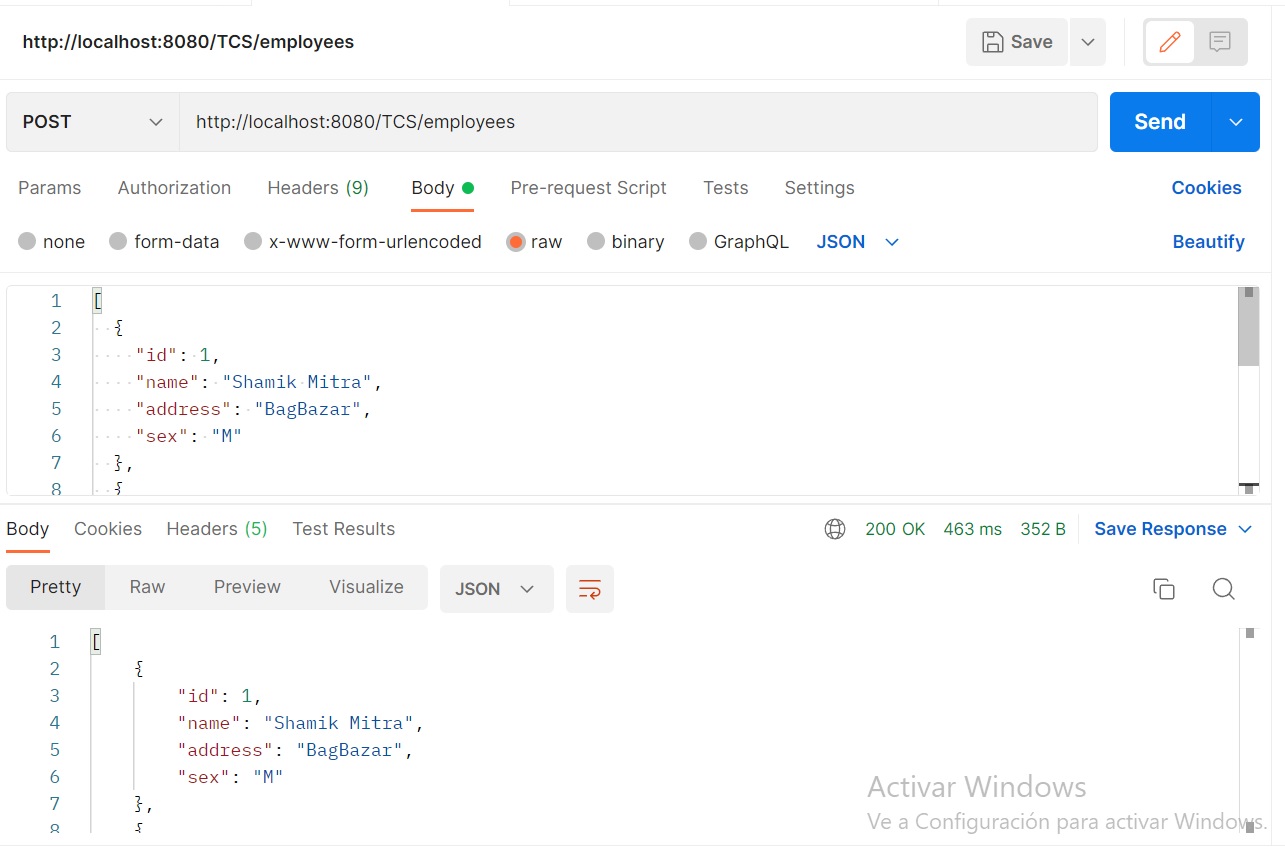 http://localhost:8080/TCS/employees Save
POST http://localhost:8080/TCS/employees Send
Params Authorization Headers (9) Body Pre-request Script Tests Settings Cookies
none form-data x-www-form-urlencoded raw binary GraphQL JSON Beautify
1 [
2 {
3 "id": 1,
4 "name": "Shamik Mitra",
5 "address": "BagBazar",
6 "sex": "M"
7 },
8 {
Body Cookies Headers (5) Test Results 200 OK 463 ms 352 B Save Response
Pretty Raw Preview Visualize JSON
1 [
2 {
3 "id": 1,
4 "name": "Shamik Mitra",
5 "address": "BagBazar",
6 "sex": "M"
7 },
8 {
Activar Windows
Ve a Configuración para activar Windows.